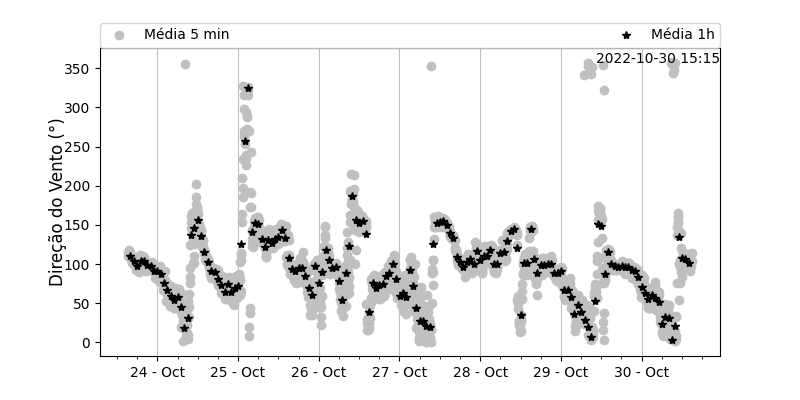 Média 5 min
Média 1h
2022-10-30 15:15
Direção do Vento (°)
350
300
250
200
150
100
50
0
24 - Oct
25 - Oct
26 - Oct
27 - Oct
28 - Oct
29 - Oct
30 - Oct